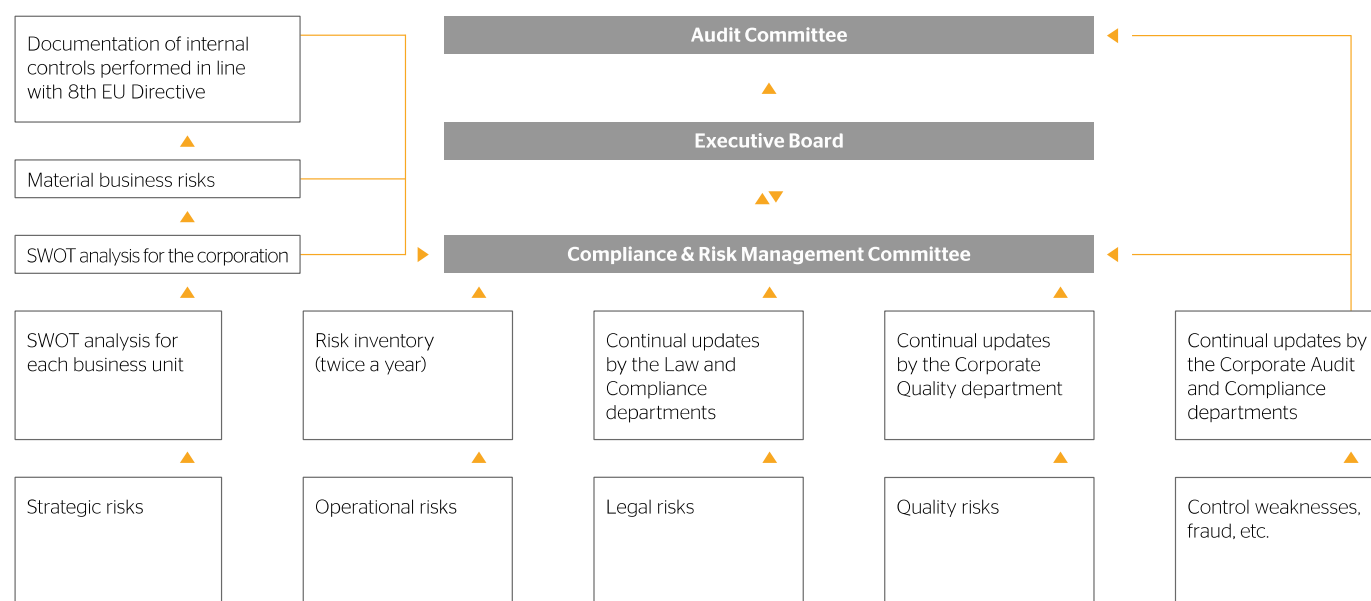 Documentation of internal
controls performed in line
with 8th EU Directive
Audit Committee
Executive Board
Material business risks
SWOT analysis for the corporation
Compliance & Risk Management Committee
SWOT analysis for
each business unit
Risk inventory
(twice a year)
Continual updates
by the Law and
Compliance
departments
Continual updates
by the Corporate
Quality department
Continual updates by
the Corporate Audit
and Compliance
departments
Strategic risks
Operational risks
Legal risks
Quality risks
Control weaknesses,
fraud, etc.